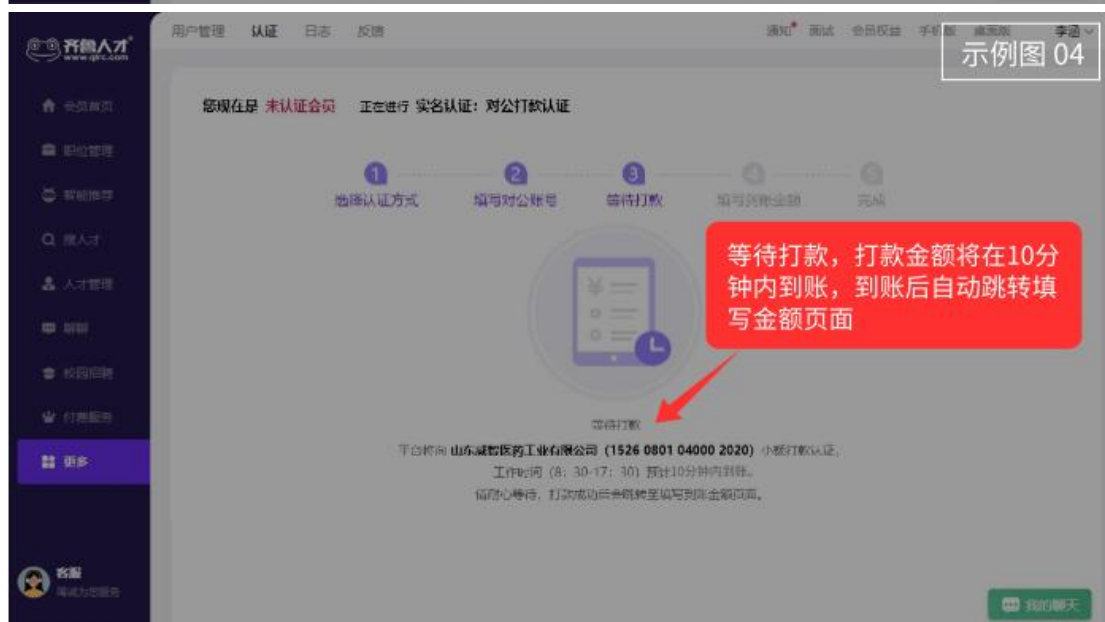 齐鲁人才
www.qlrc.com
用户管理 认证 日志 反馈
通知 面试 会员权益 手机版 桌面版 李涵
示例图 04
会员首页
职位管理
智能推荐
搜人才
人才管理
聊聊
校园招聘
付费服务
更多
客服
竭诚为您服务
您现在是 未认证会员 正在进行 实名认证：对公打款认证
1 2 3 4 5
选择认证方式 填写对公账号 等待打款 填写到账金额 完成
等待打款，打款金额将在10分
钟内到账，到账后自动跳转填
写金额页面
等待打款
平台将向 山东威智医药工业有限公司 (1526 0801 04000 2020) 小额打款认证，
工作时间 (8：30-17：30) 预计10分钟内到账。
请耐心等待，打款成功后会跳转至填写到账金额页面。
我的聊天